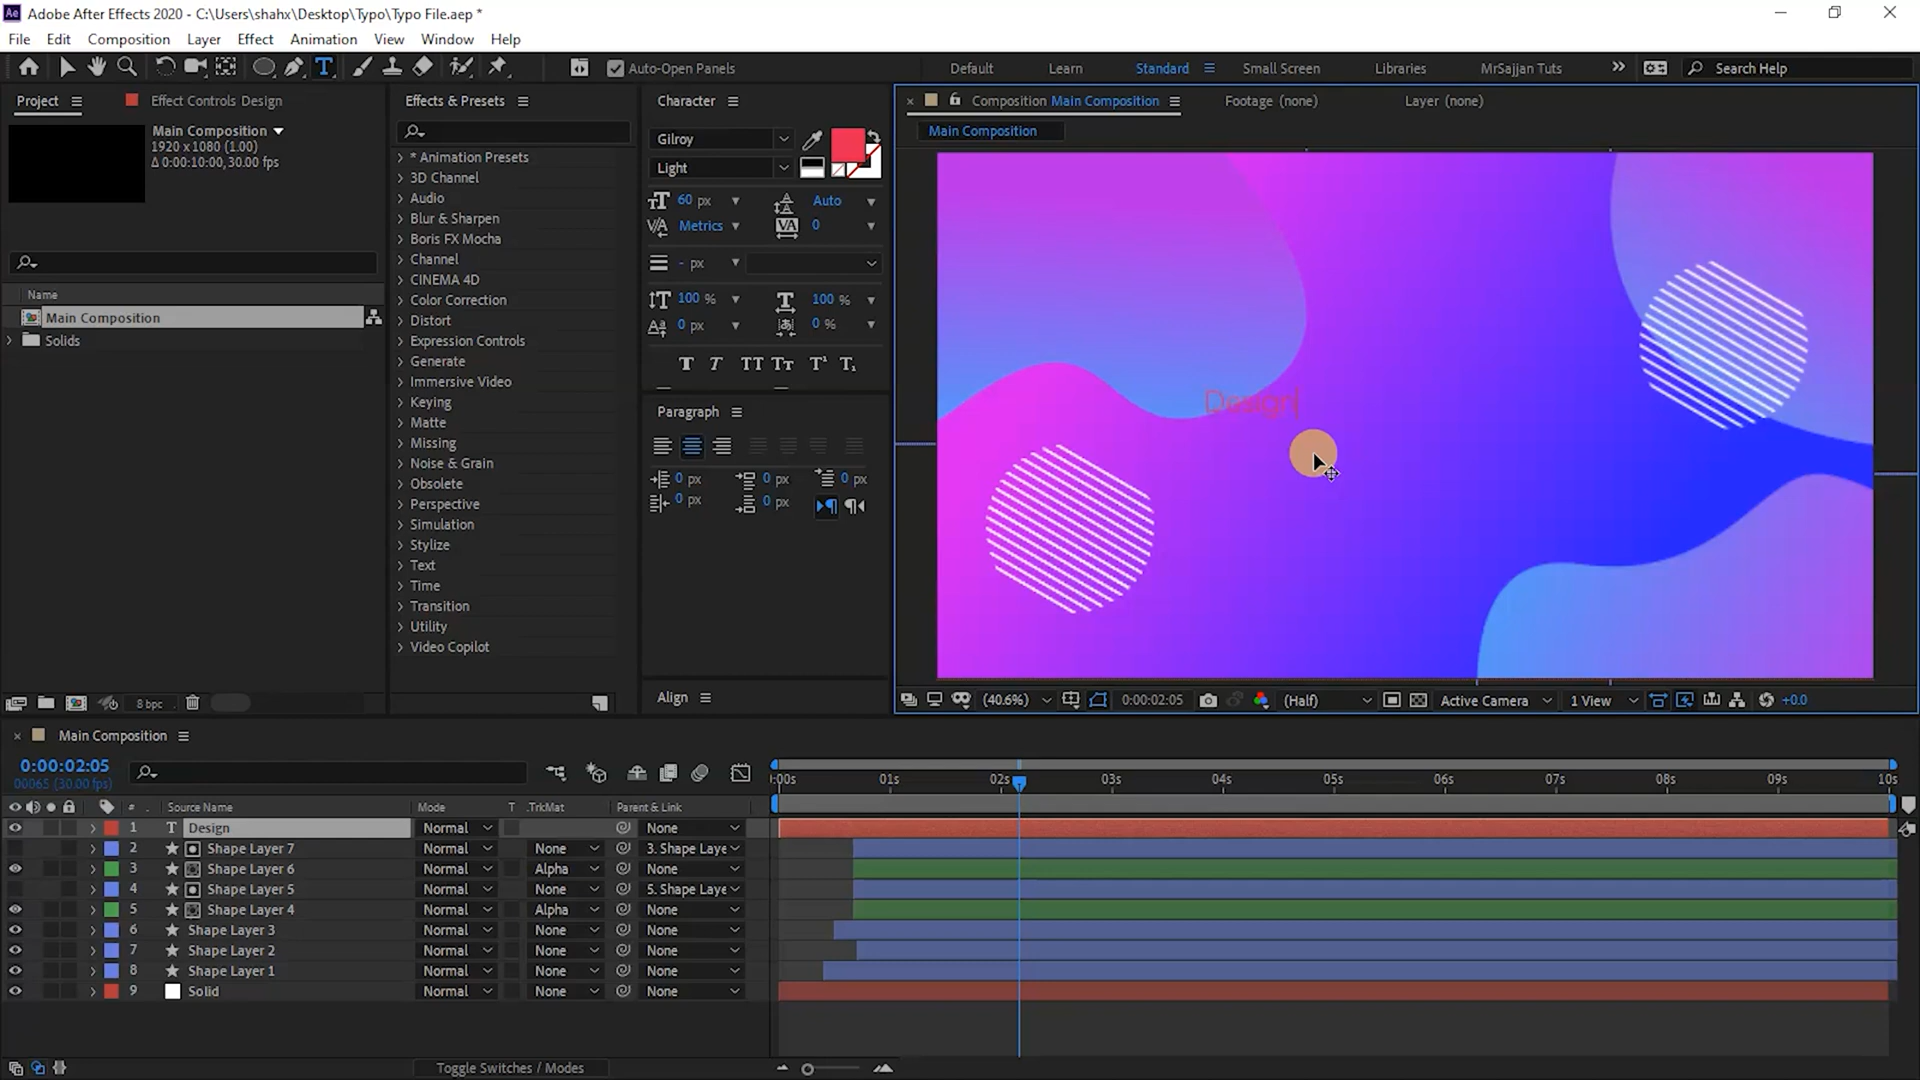 Ae Adobe After Effects 2020 - C:\Users\shahx\Desktop\Typo\Typo File.aep *
File Edit Composition Layer Effect Animation View Window Help
Auto-Open Panels Default Learn Standard Small Screen Libraries MrSajjan Tuts Search Help
Project Effect Controls Design
Main Composition
1920 x 1080 (1.00)
Δ 0:00:10:00, 30.00 fps
Name
Main Composition
Solids
8 bpc
Effects & Presets
* Animation Presets
3D Channel
Audio
Blur & Sharpen
Boris FX Mocha
Channel
CINEMA 4D
Color Correction
Distort
Expression Controls
Generate
Immersive Video
Keying
Matte
Missing
Noise & Grain
Obsolete
Perspective
Simulation
Stylize
Text
Time
Transition
Utility
Video Copilot
Character
Gilroy
Light
60 px Auto
Metrics 0
- px
100 % 100 %
0 px 0 %
Paragraph
0 px 0 px 0 px
0 px 0 px
Align
Composition Main Composition Footage (none) Layer (none)
Main Composition
Design
(40.6%) 0:00:02:05 (Half) Active Camera 1 View +0.0
Main Composition
0:00:02:05
00065 (30.00 fps)
:00s 01s 02s 03s 04s 05s 06s 07s 08s 09s 10s
# Source Name Mode T .TrkMat Parent & Link
1 T Design Normal None
2 Shape Layer 7 Normal None 3. Shape Laye
3 Shape Layer 6 Normal Alpha None
4 Shape Layer 5 Normal None 5. Shape Laye
5 Shape Layer 4 Normal Alpha None
6 Shape Layer 3 Normal None None
7 Shape Layer 2 Normal None None
8 Shape Layer 1 Normal None None
9 Solid Normal None None
Toggle Switches / Modes